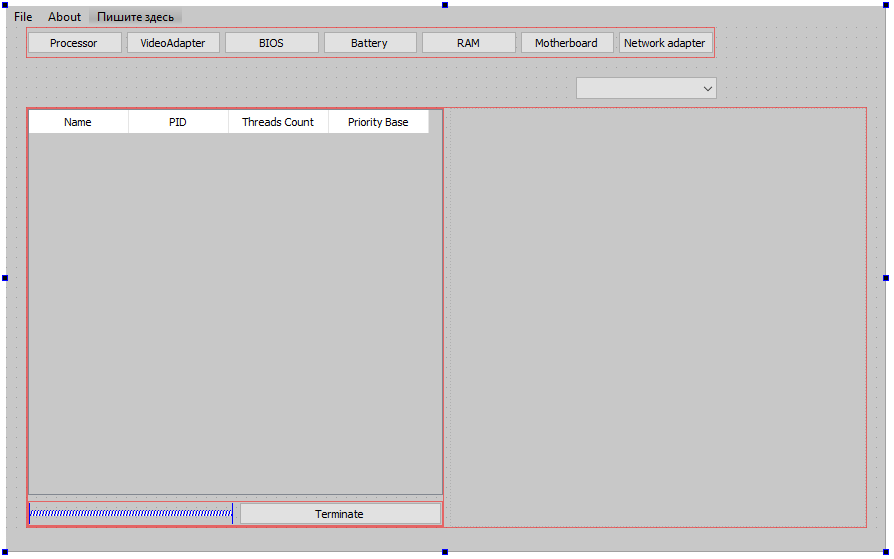 File About Пишите здесь
Processor VideoAdapter BIOS Battery RAM Motherboard Network adapter
Name PID Threads Count Priority Base
Terminate